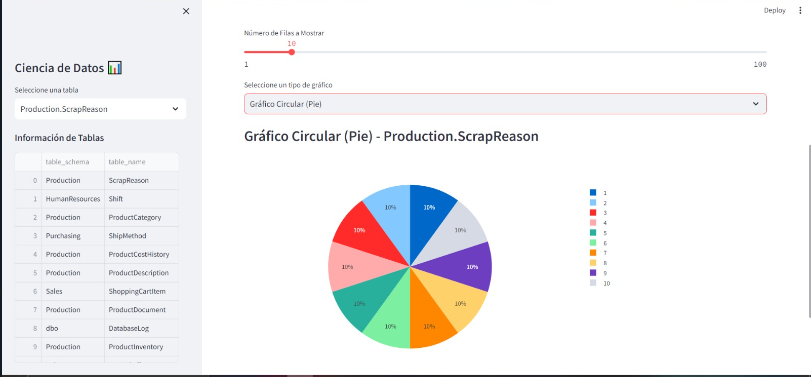 Deploy
Ciencia de Datos
Seleccione una tabla
Production.ScrapReason
Información de Tablas
table_schema table_name
0 Production ScrapReason
1 HumanResources Shift
2 Production ProductCategory
3 Purchasing ShipMethod
4 Production ProductCostHistory
5 Production ProductDescription
6 Sales ShoppingCartItem
7 Production ProductDocument
8 dbo DatabaseLog
9 Production ProductInventory
Número de Filas a Mostrar
10
1 100
Seleccione un tipo de gráfico
Gráfico Circular (Pie)
Gráfico Circular (Pie) - Production.ScrapReason
10% 10%
10% 10%
10% 10%
10% 10%
10% 10%
1
2
3
4
5
6
7
8
9
10